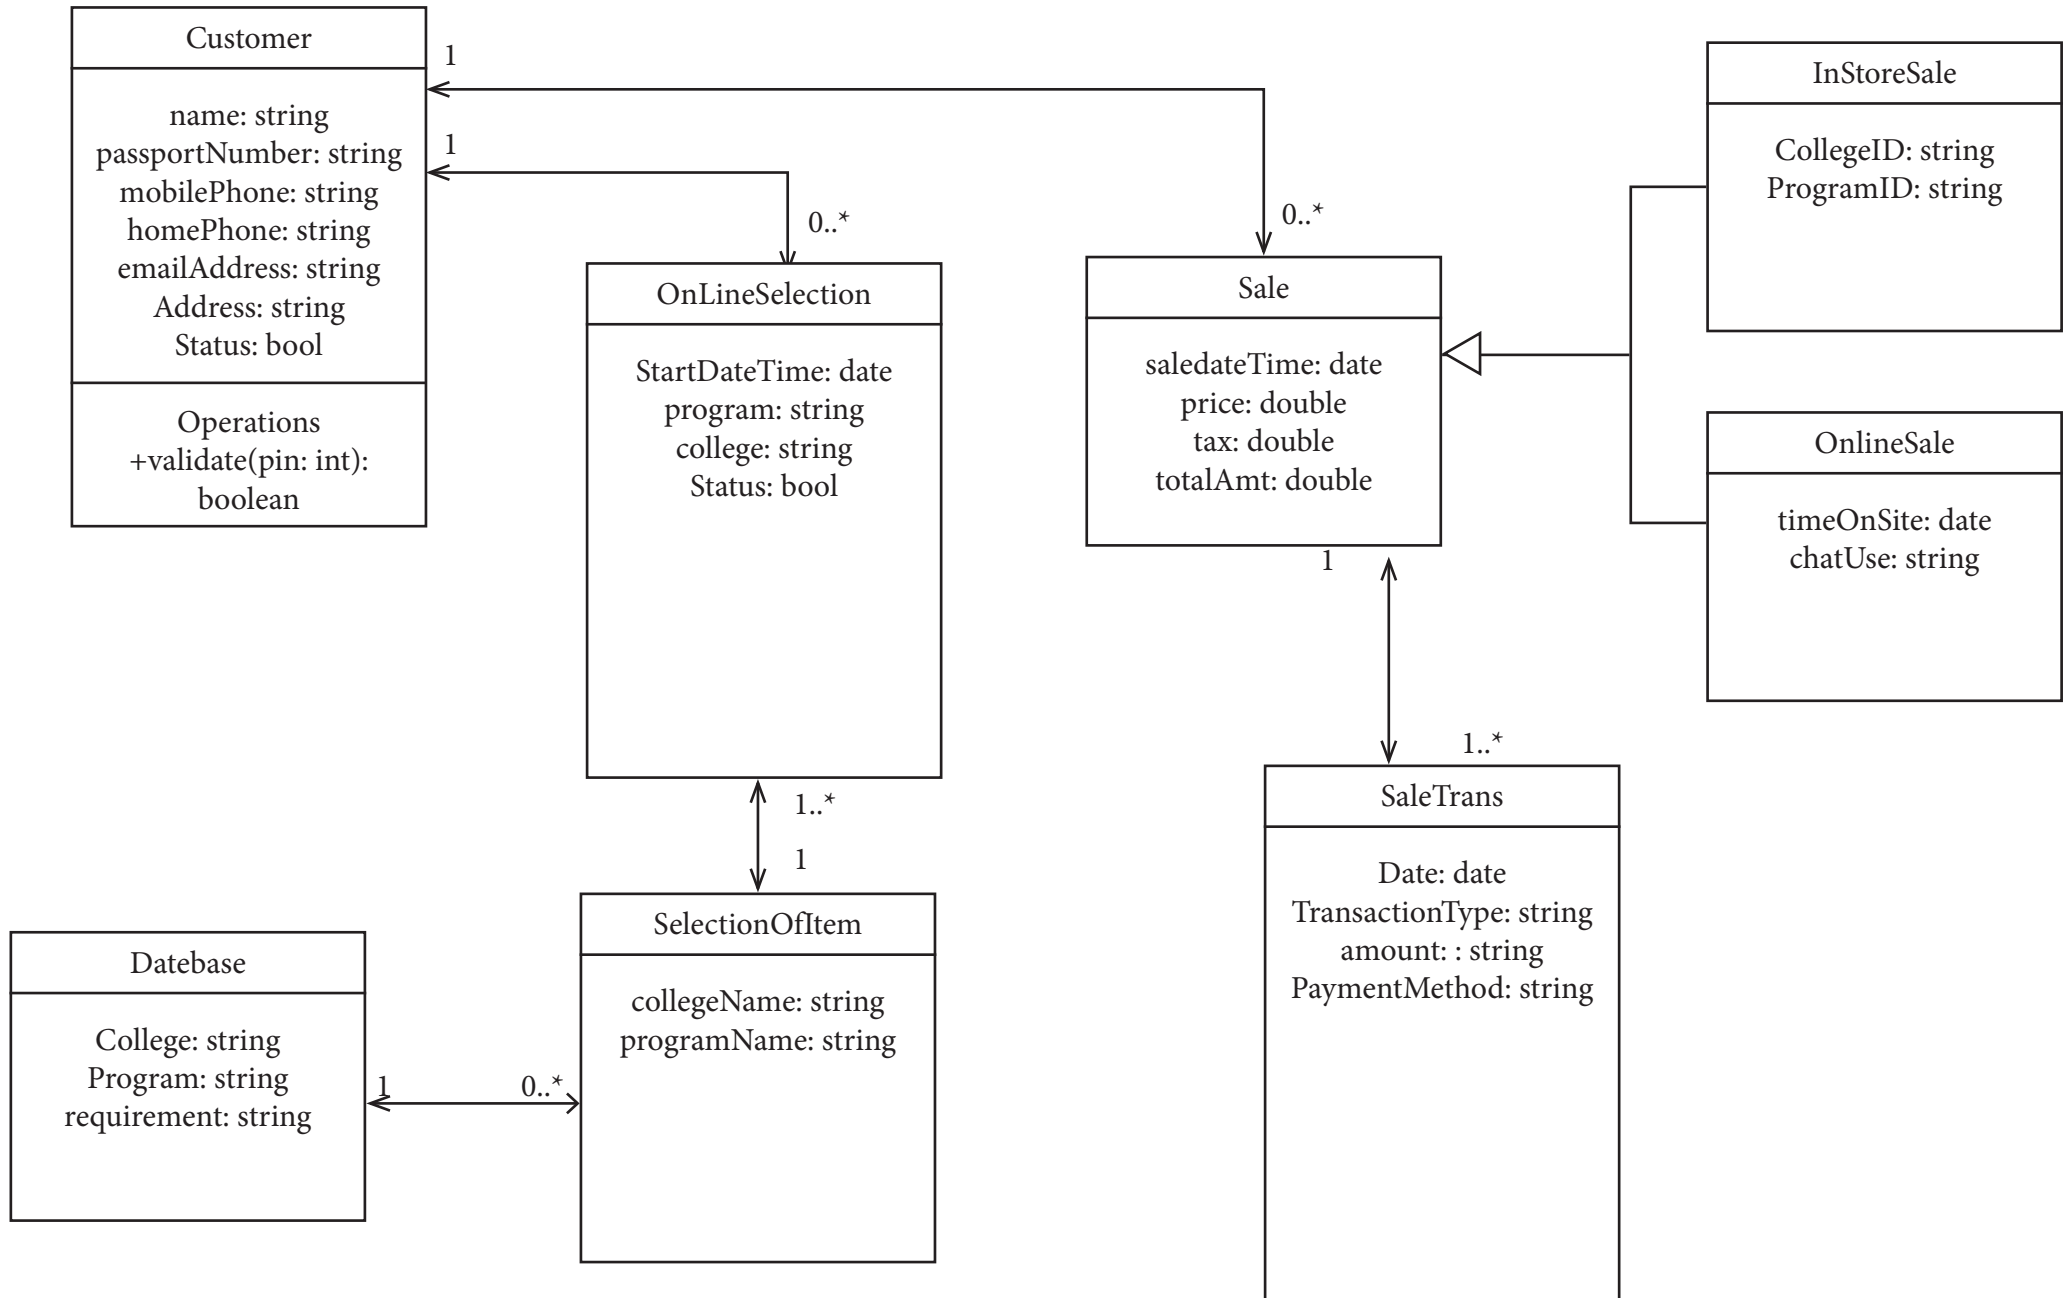 Customer
name: string
passportNumber: string
mobilePhone: string
homePhone: string
emailAddress: string
Address: string
Status: bool
Operations
+validate(pin: int):
boolean
1
1
0..*
0..*
OnLineSelection
StartDateTime: date
program: string
college: string
Status: bool
Sale
saledateTime: date
price: double
tax: double
totalAmt: double
InStoreSale
CollegeID: string
ProgramID: string
OnlineSale
timeOnSite: date
chatUse: string
1
1..*
1..*
1
SaleTrans
Date: date
TransactionType: string
amount: : string
PaymentMethod: string
SelectionOfItem
collegeName: string
programName: string
Datebase
College: string
Program: string
requirement: string
1
0..*